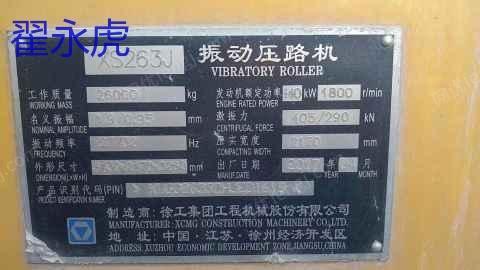 翟永虎
XS263J 振动压路机
VIBRATORY ROLLER
工作质量 26000 kg 发动机额定功率 140 kW 1800 r/min
WORKING MASS ENGINE RATED POWER
名义振幅 激振力 405/290 kN
NOMINAL AMPLITUDE CENTRIFUGAL FORCE
振动频率 压实宽度
FREQUENCY COMPACTING WIDTH
外形尺寸 出厂日期 年 月
DIMENSION(L×W×H) MANUF.DATE
产品识别代码(PIN)
PRODUCT IDENTIFICATION NUMBER
制造商:徐工集团工程机械股份有限公司
MANUFACTURER: XCMG CONSTRUCTION MACHINERY CO.,LTD.
地 址:中国·江苏·徐州经济开发区
ADDRESS XUZHOU ECONOMIC DEVELOPMENT ZONE,JIANGSU,CHINA